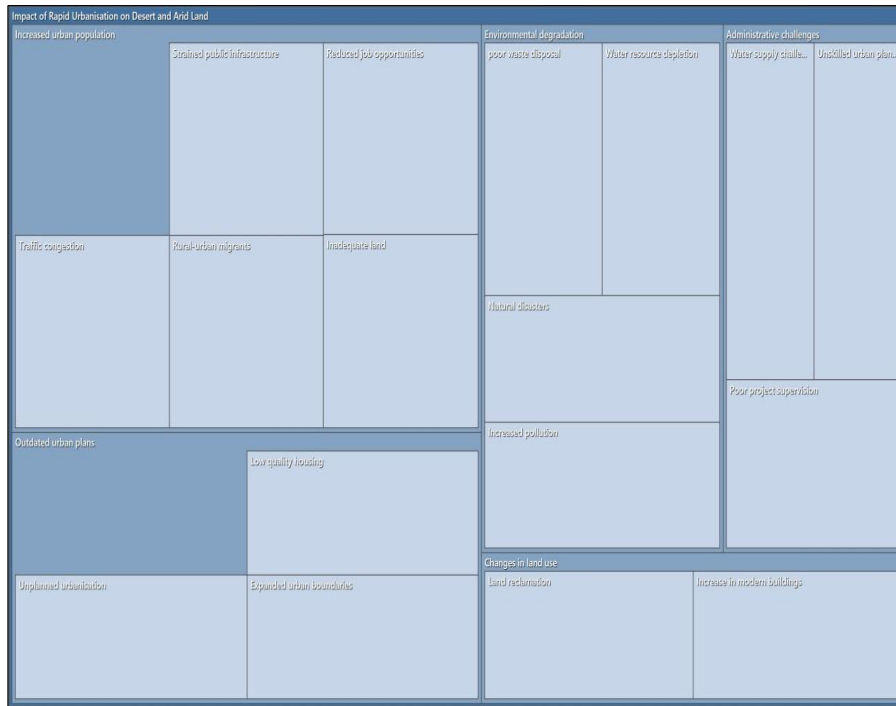 Impact of Rapid Urbanisation on Desert and Arid Land
Increased urban population
Strained public infrastructure
Reduced job opportunities
Traffic congestion
Rural-urban migrants
Inadequate land
Outdated urban plans
Low quality housing
Unplanned urbanisation
Expanded urban boundaries
Environmental degradation
poor waste disposal
Water resource depletion
Natural disasters
Increased pollution
Administrative challenges
Water supply challe...
Unskilled urban plan...
Poor project supervision
Changes in land use
Land reclamation
Increase in modern buildings